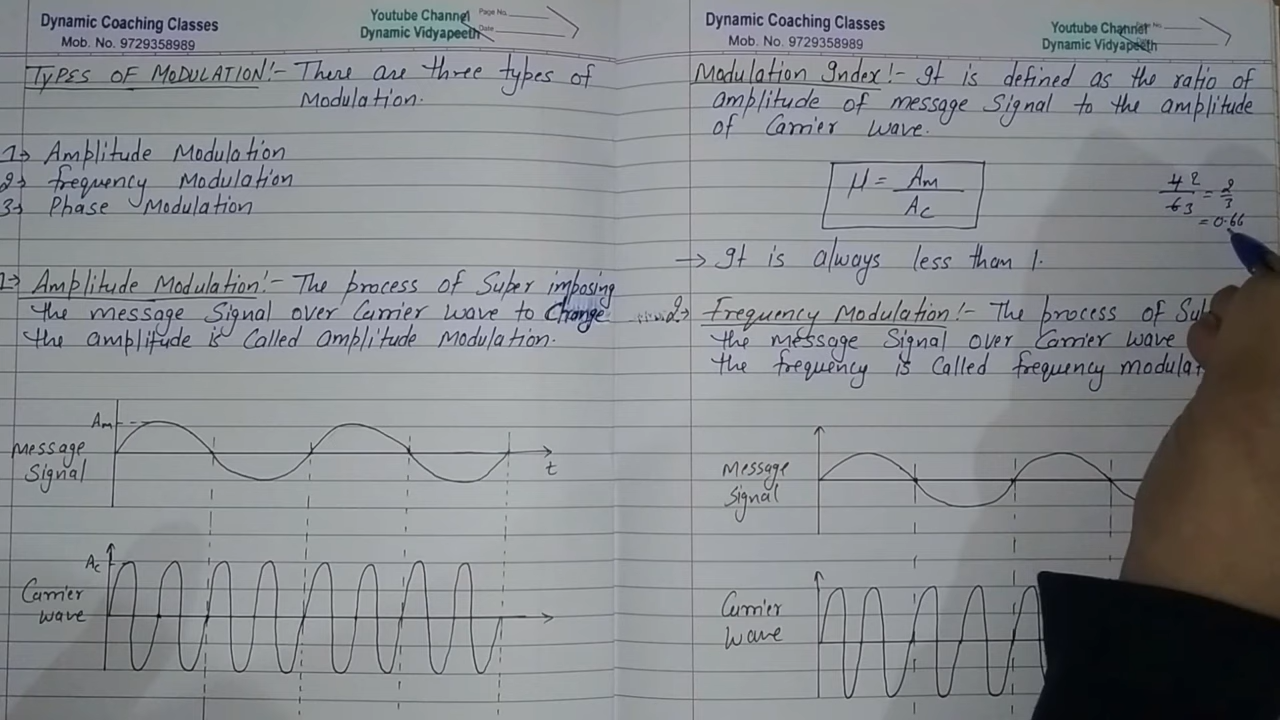 Dynamic Coaching Classes
Mob. No. 9729358989
Youtube Channel
Dynamic Vidyapeeth
Page No.
Date
TYPES OF MODULATION!- There are three types of
Modulation.
1→ Amplitude Modulation
2→ frequency Modulation
3→ Phase Modulation
1→ Amplitude Modulation!- The process of Super imposing
the message Signal over Carrier wave to Change
the amplitude is Called amplitude Modulation.
Am
Message
Signal
t
Ac
Carrier
wave
Dynamic Coaching Classes
Mob. No. 9729358989
Youtube Channel
Dynamic Vidyapeeth
Modulation Index!- It is defined as the ratio of
amplitude of message Signal to the amplitude
of Carrier wave.
μ = Am/Ac
4 2/6 3 = 2/3
= 0.66
→ It is always less than 1.
2→ Frequency Modulation!- The process of Su
the message Signal over Carrier wave
the frequency is Called frequency modulat
Message
Signal
Carrier
wave